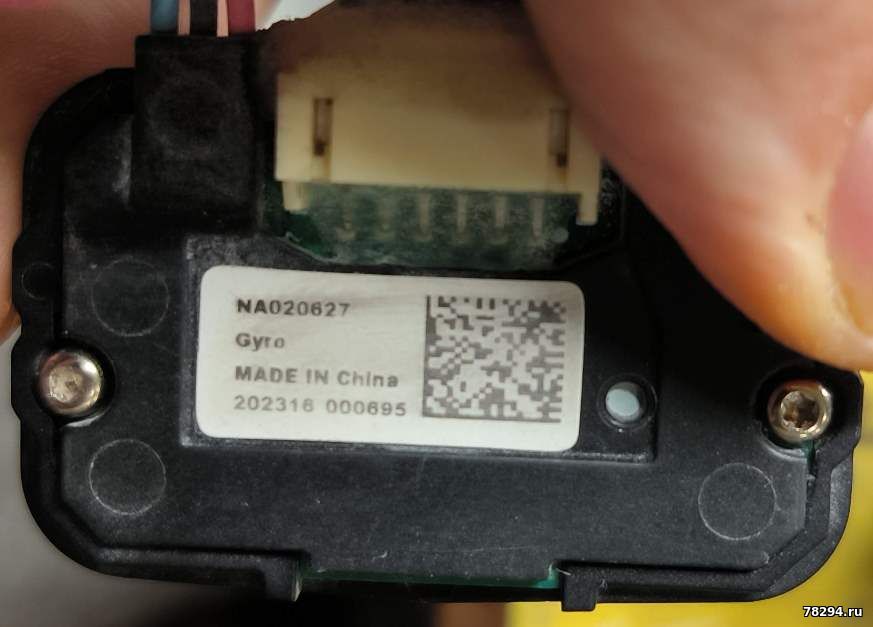 NA020627
Gyro
MADE IN China
202316 000695
78294.ru